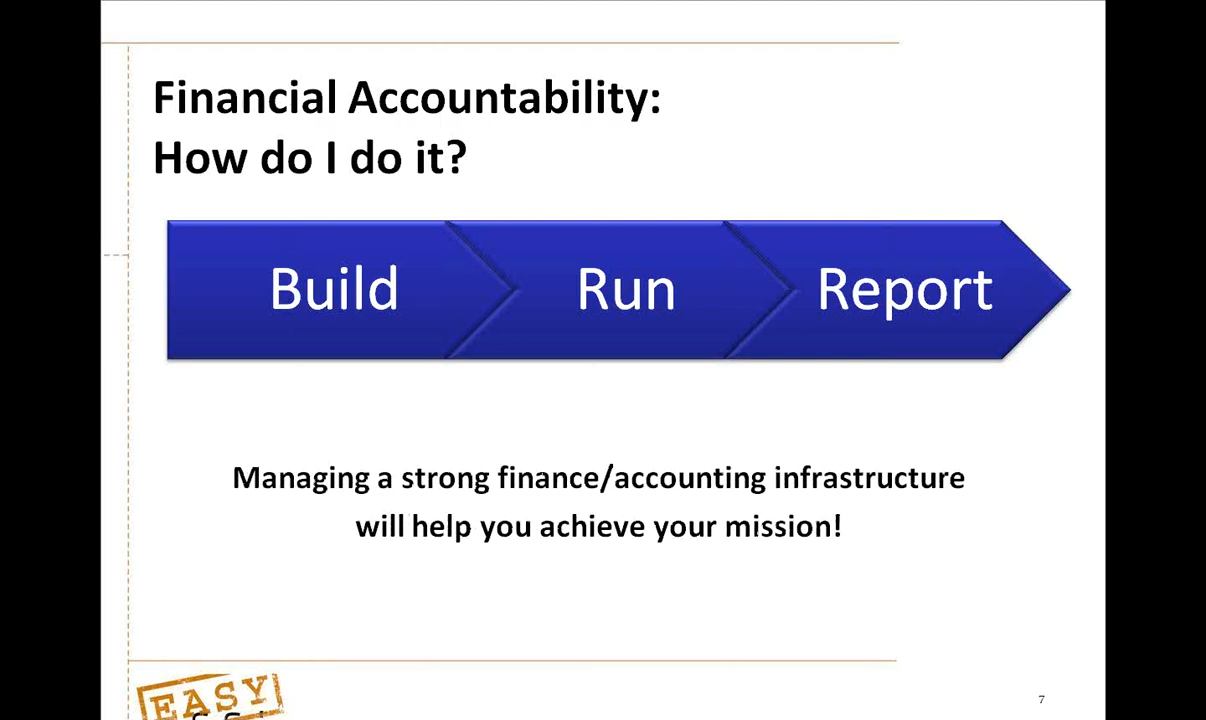 Financial Accountability:
How do I do it?
Build Run Report
Managing a strong finance/accounting infrastructure
will help you achieve your mission!
EASY
7